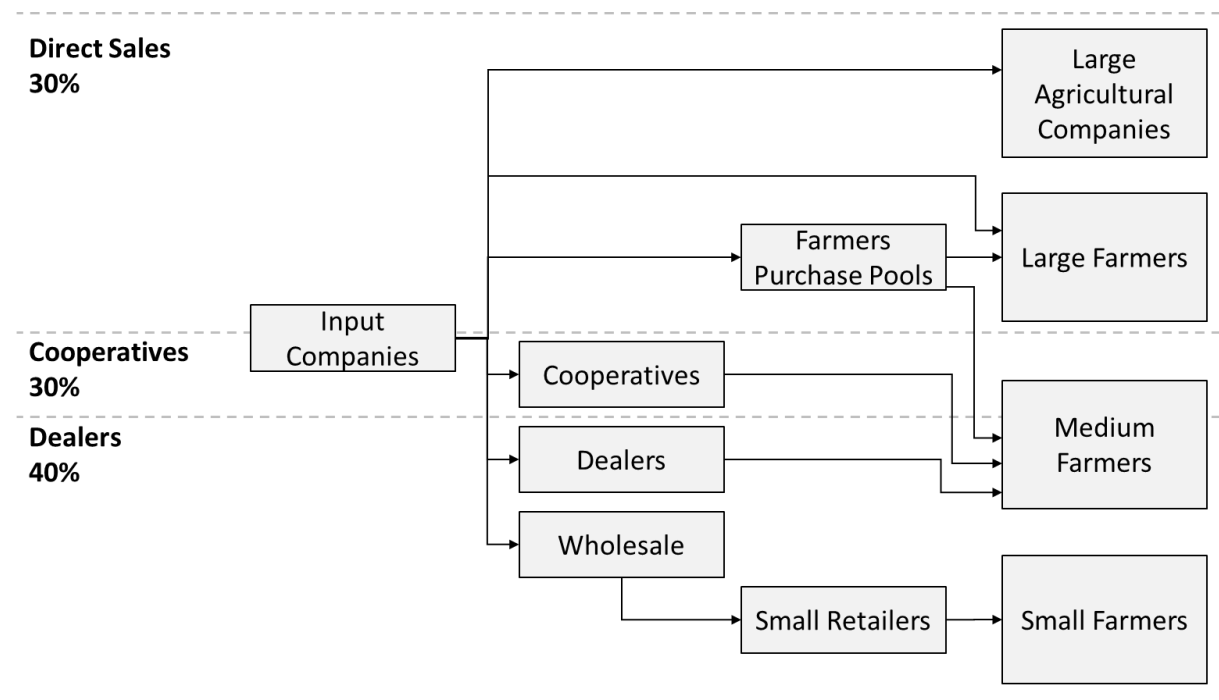 Direct Sales
30%
Large
Agricultural
Companies
Farmers
Purchase Pools
Large Farmers
Input
Companies
Cooperatives
30%
Cooperatives
Dealers
40%
Dealers
Medium
Farmers
Wholesale
Small Retailers
Small Farmers